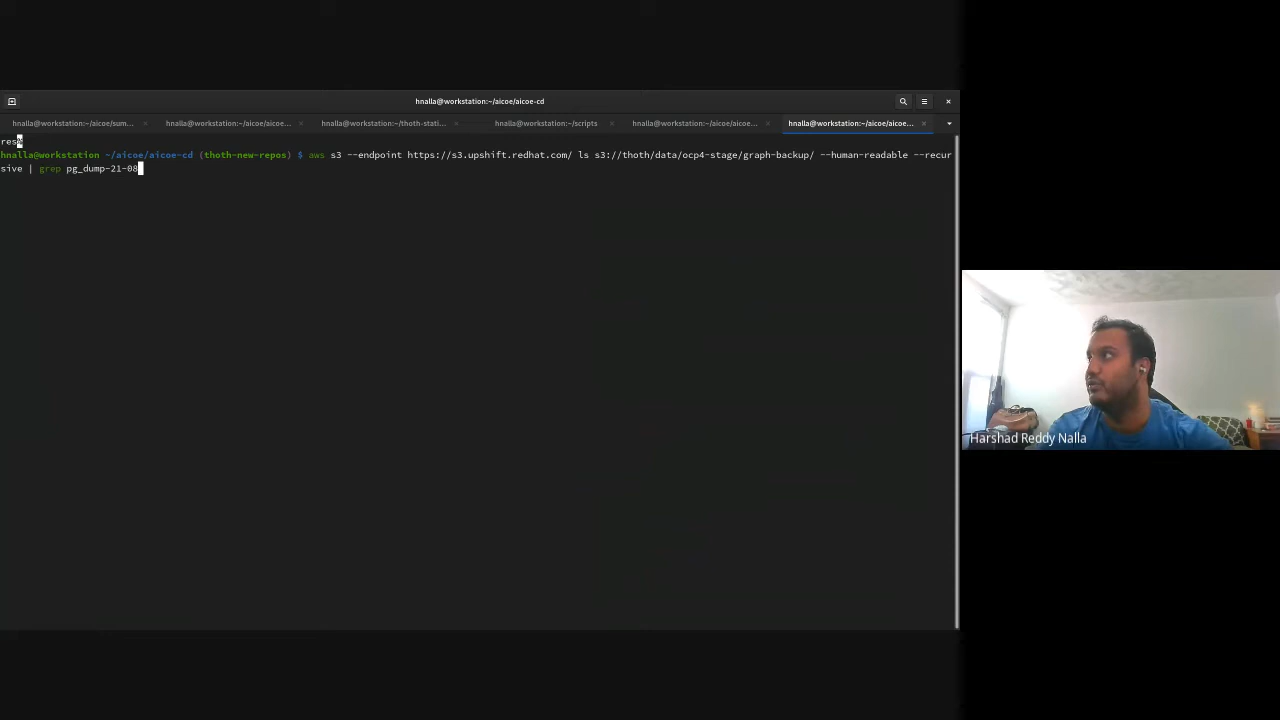 hnalla@workstation:~/aicoe/aicoe-cd
hnalla@workstation:~/aicoe/sum...
hnalla@workstation:~/aicoe/aicoe...
hnalla@workstation:~/thoth-stati...
hnalla@workstation:~/scripts
hnalla@workstation:~/aicoe/aicoe...
hnalla@workstation:~/aicoe/aicoe...
hnalla@workstation ~/aicoe/aicoe-cd (thoth-new-repos) $ aws s3 --endpoint https://s3.upshift.redhat.com/ ls s3://thoth/data/ocp4-stage/graph-backup/ --human-readable --recur
sive | grep pg_dump-21-08
Harshad Reddy Nalla